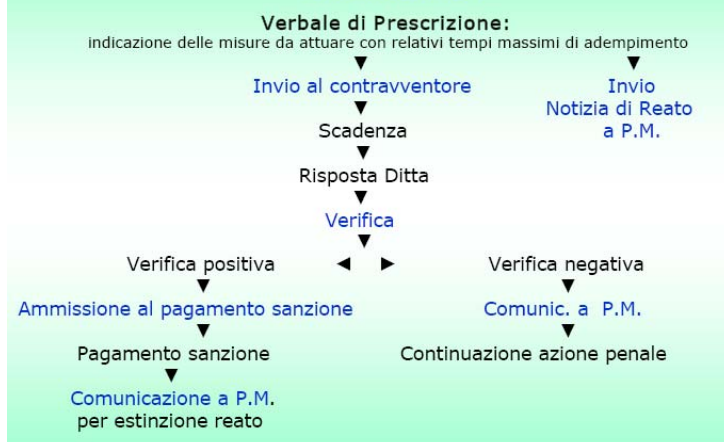 Verbale di Prescrizione:
indicazione delle misure da attuare con relativi tempi massimi di adempimento
Invio al contravventore
Invio
Notizia di Reato
a P.M.
Scadenza
Risposta Ditta
Verifica
Verifica positiva
Verifica negativa
Ammissione al pagamento sanzione
Comunic. a P.M.
Pagamento sanzione
Continuazione azione penale
Comunicazione a P.M.
per estinzione reato